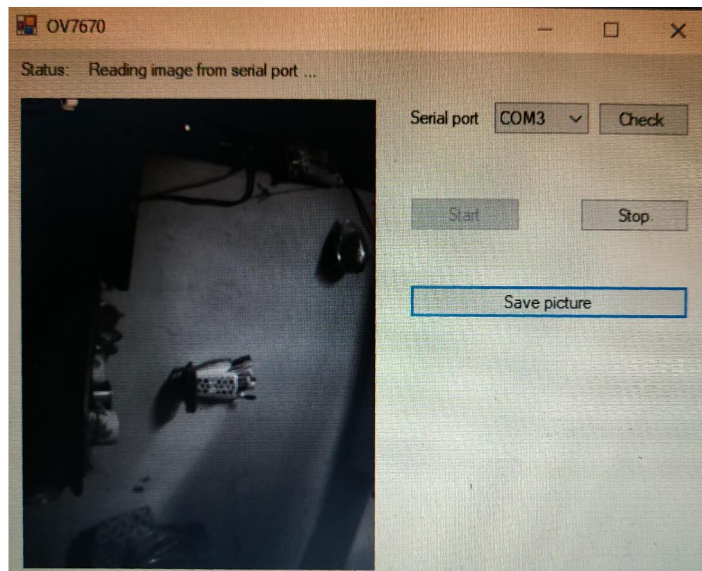 OV7670
Status: Reading image from serial port ...
Serial port COM3 Check
Start Stop
Save picture